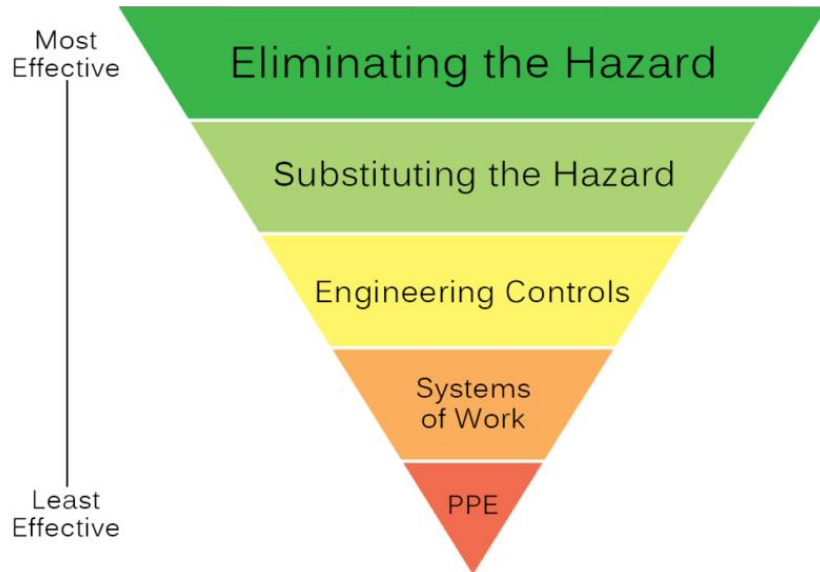 Most
Effective
Eliminating the Hazard
Substituting the Hazard
Engineering Controls
Systems
of Work
PPE
Least
Effective